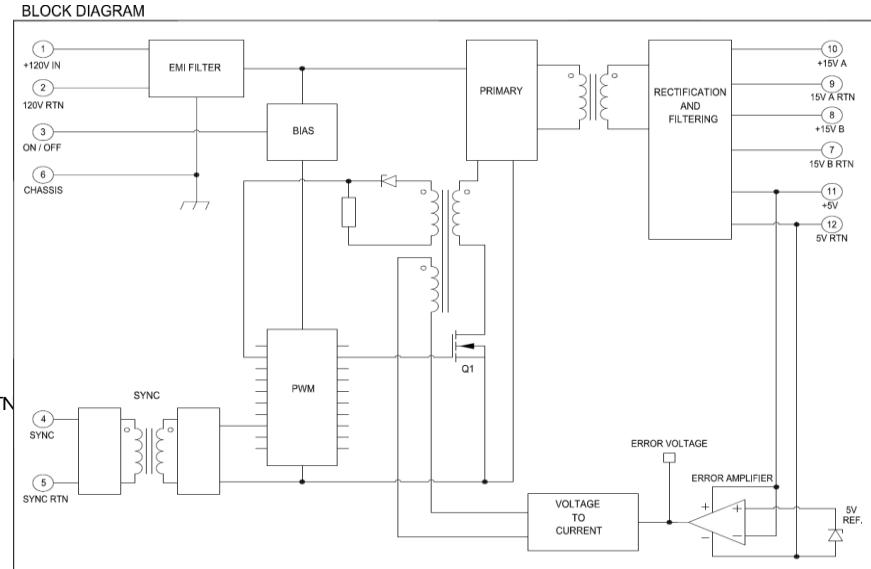 BLOCK DIAGRAM
1
+120V IN
2
120V RTN
3
ON / OFF
6
CHASSIS
EMI FILTER
BIAS
PRIMARY
RECTIFICATION
AND
FILTERING
10
+15V A
9
15V A RTN
8
+15V B
7
15V B RTN
11
+5V
12
5V RTN
Q1
PWM
SYNC
TN
4
SYNC
5
SYNC RTN
ERROR VOLTAGE
ERROR AMPLIFIER
VOLTAGE
TO
CURRENT
+
+
−
−
5V
REF.